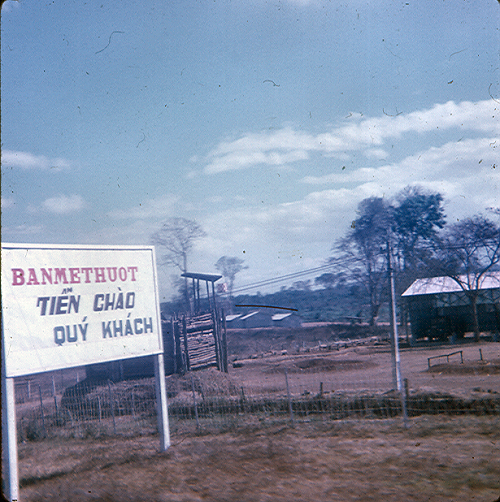 BANMETHUOT
TIỄN CHÀO
QUÝ KHÁCH